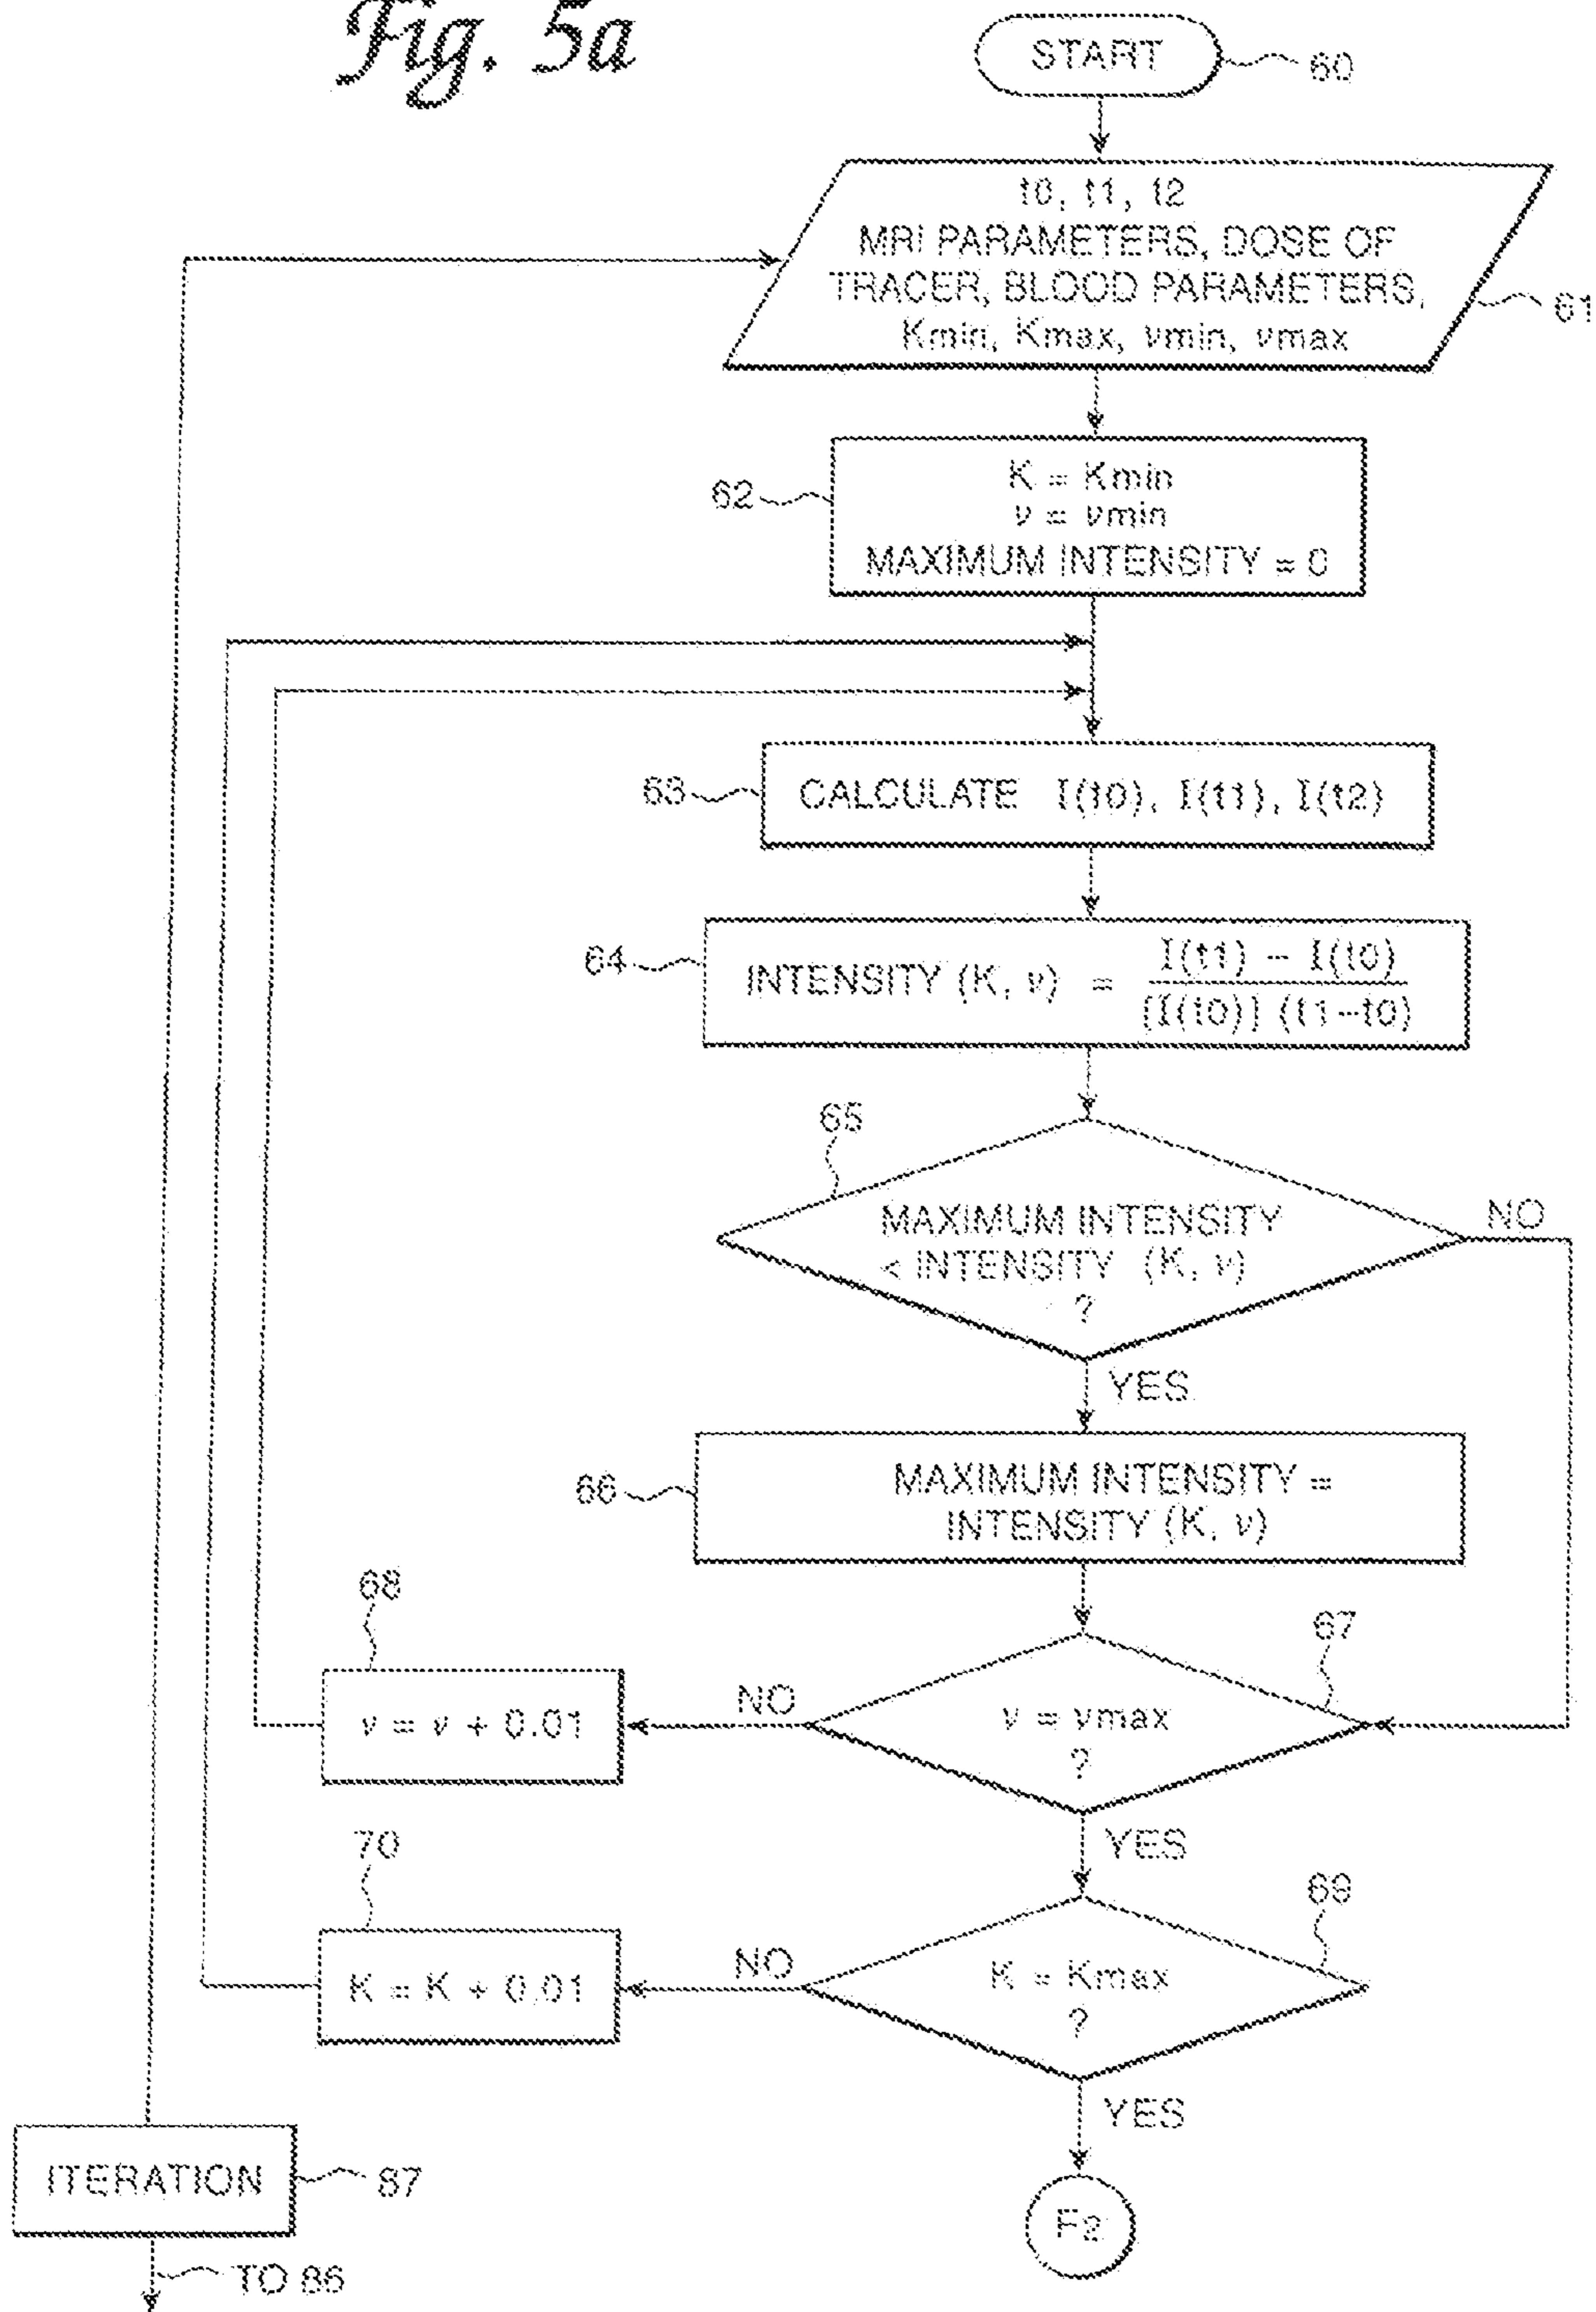 Fig. 5a
START
60
t0, t1, t2
MRI PARAMETERS, DOSE OF
TRACER, BLOOD PARAMETERS,
Kmin, Kmax, νmin, νmax
61
62
K = Kmin
ν = νmin
MAXIMUM INTENSITY = 0
63
CALCULATE I(t0), I(t1), I(t2)
64
INTENSITY (K, ν) =
I(t1) - I(t0)
[I(t0)] (t1-t0)
65
MAXIMUM INTENSITY
< INTENSITY (K, ν)
?
NO
YES
66
MAXIMUM INTENSITY =
INTENSITY (K, ν)
68
67
ν = ν + 0.01
NO
ν = νmax
?
YES
70
69
K = K + 0.01
NO
K = Kmax
?
YES
ITERATION
87
F2
TO 86